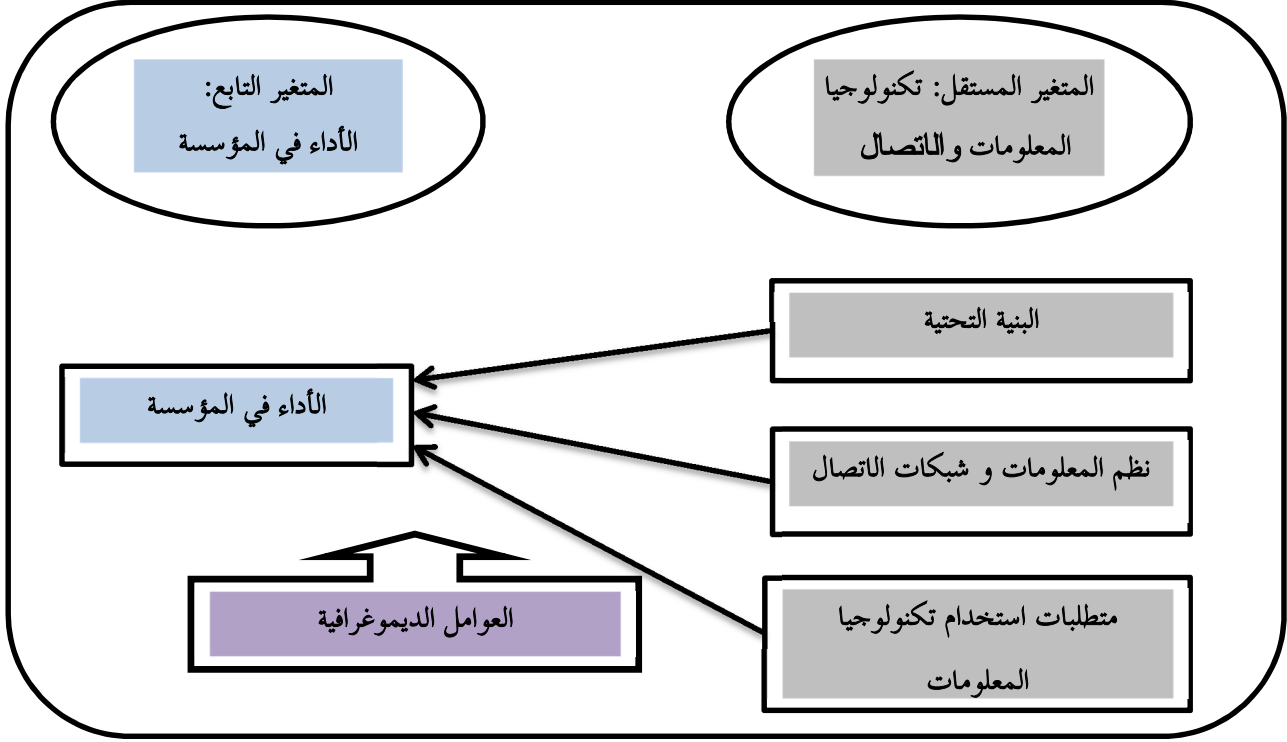 المتغير المستقل: تكنولوجيا
المعلومات و الاتصال
المتغير التابع:
الأداء في المؤسسة
البنية التحتية
نظم المعلومات و شبكات الاتصال
متطلبات استخدام تكنولوجيا
المعلومات
الأداء في المؤسسة
العوامل الديموغرافية